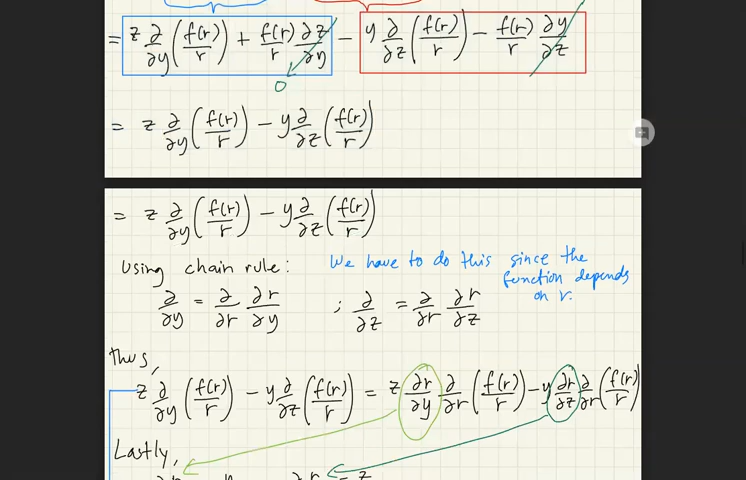 = z ∂/∂y (f(r)/r) + f(r)/r ∂z/∂y − y ∂/∂z (f(r)/r) − f(r)/r ∂y/∂z
0
= z ∂/∂y (f(r)/r) − y ∂/∂z (f(r)/r)
= z ∂/∂y (f(r)/r) − y ∂/∂z (f(r)/r)
Using chain rule: We have to do this since the
function depends
on r.
∂/∂y = ∂/∂r ∂r/∂y ; ∂/∂z = ∂/∂r ∂r/∂z
Thus,
z ∂/∂y (f(r)/r) − y ∂/∂z (f(r)/r) = z ∂r/∂y ∂/∂r (f(r)/r) − y ∂r/∂z ∂/∂r (f(r)/r)
Lastly,